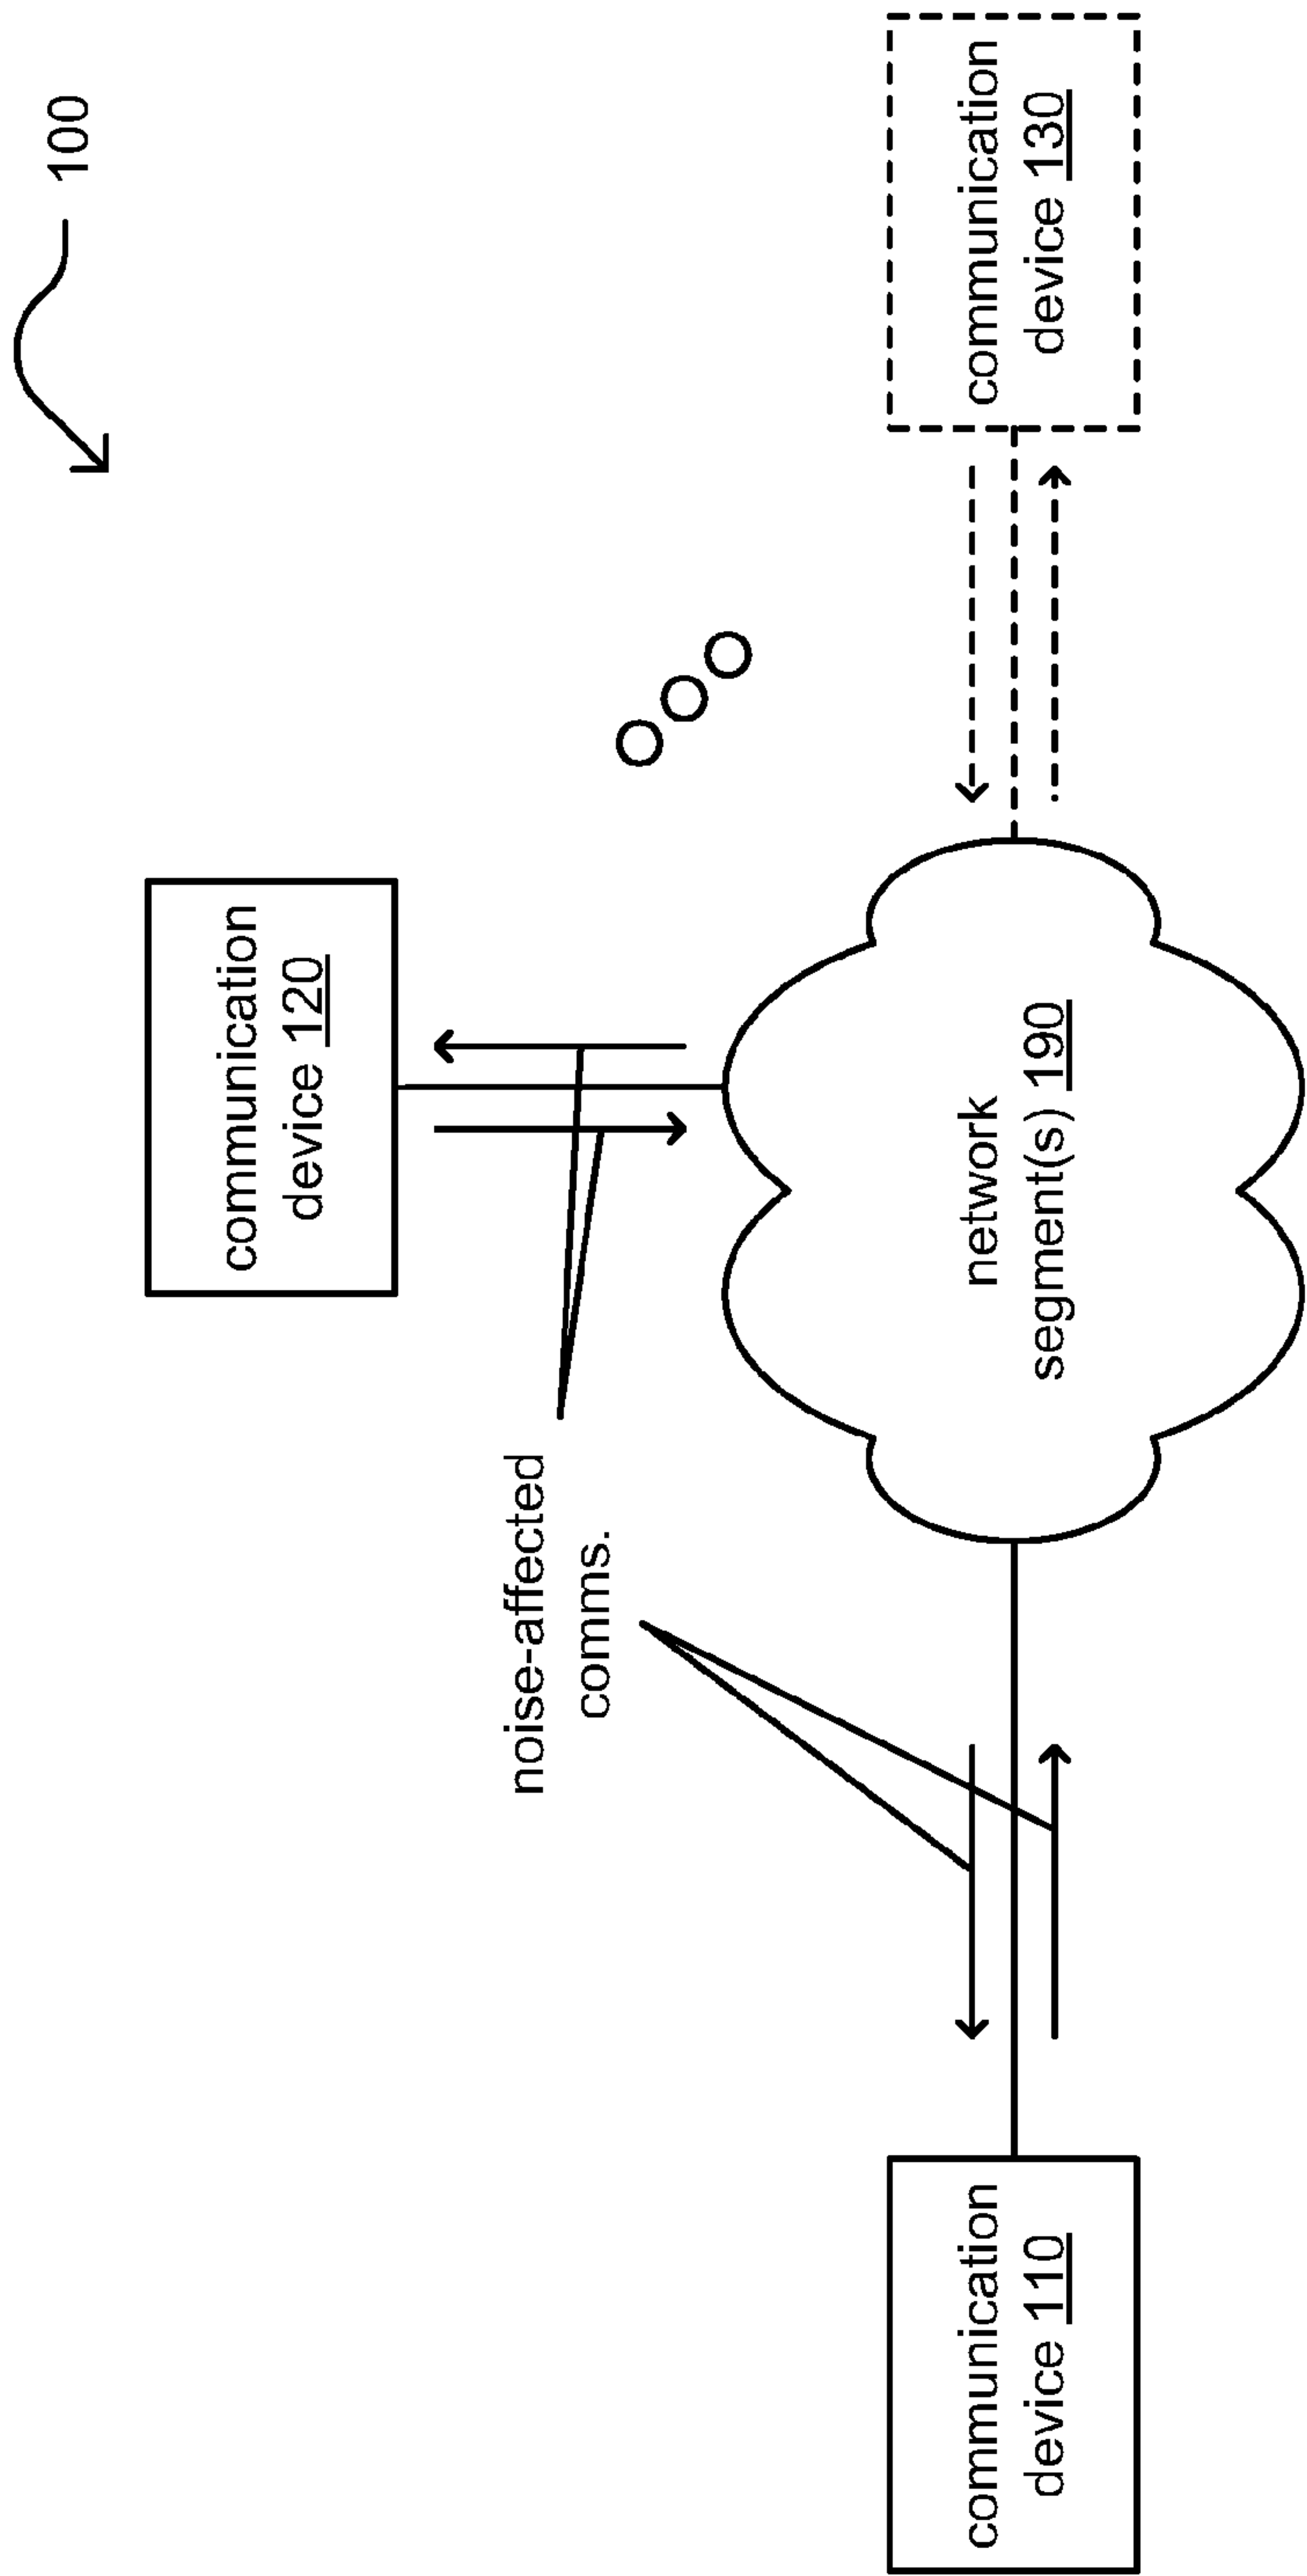 100
communication
device 120
noise-affected
comms.
communication
device 110
network
segment(s) 190
communication
device 130